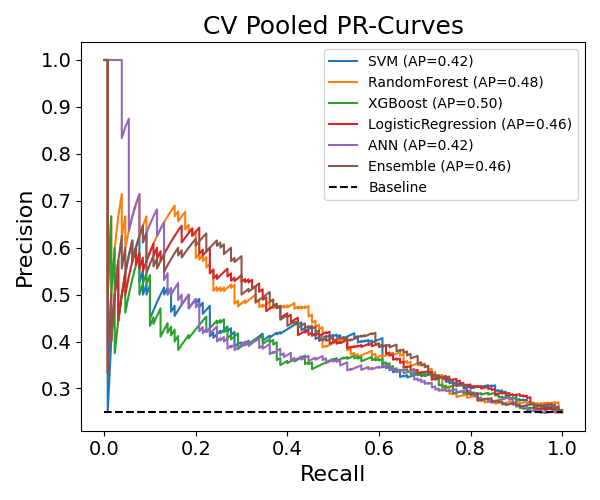 CV Pooled PR-Curves
SVM (AP=0.42)
RandomForest (AP=0.48)
XGBoost (AP=0.50)
LogisticRegression (AP=0.46)
ANN (AP=0.42)
Ensemble (AP=0.46)
Baseline
Precision
1.0
0.9
0.8
0.7
0.6
0.5
0.4
0.3
0.0 0.2 0.4 0.6 0.8 1.0
Recall